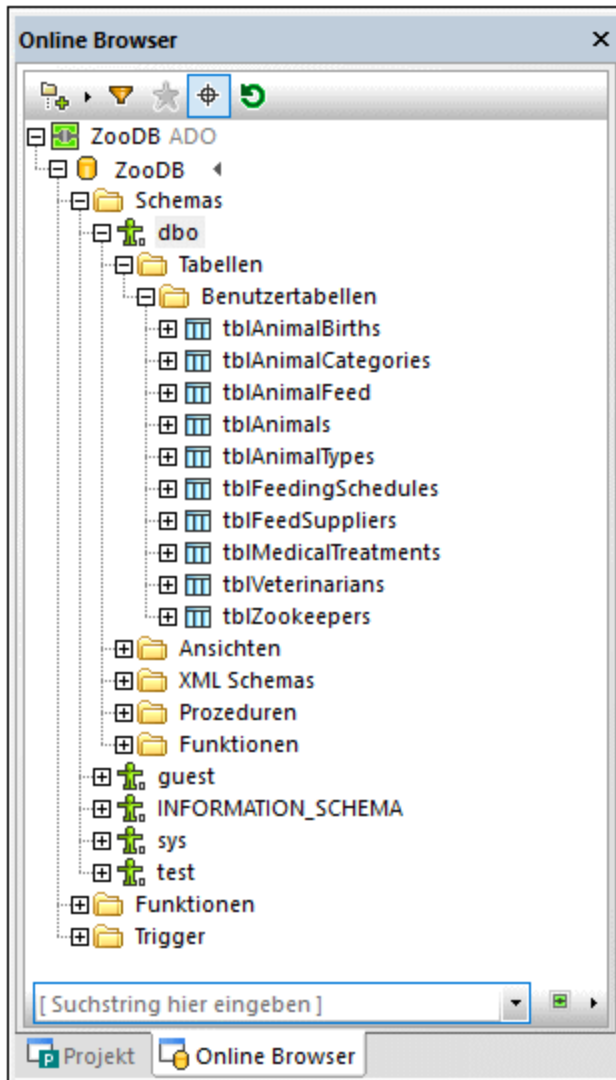 Online Browser
ZooDB ADO
ZooDB
Schemas
dbo
Tabellen
Benutzertabellen
tblAnimalBirths
tblAnimalCategories
tblAnimalFeed
tblAnimals
tblAnimalTypes
tblFeedingSchedules
tblFeedSuppliers
tblMedicalTreatments
tblVeterinarians
tblZookeepers
Ansichten
XML Schemas
Prozeduren
Funktionen
guest
INFORMATION_SCHEMA
sys
test
Funktionen
Trigger
[ Suchstring hier eingeben ]
Projekt Online Browser